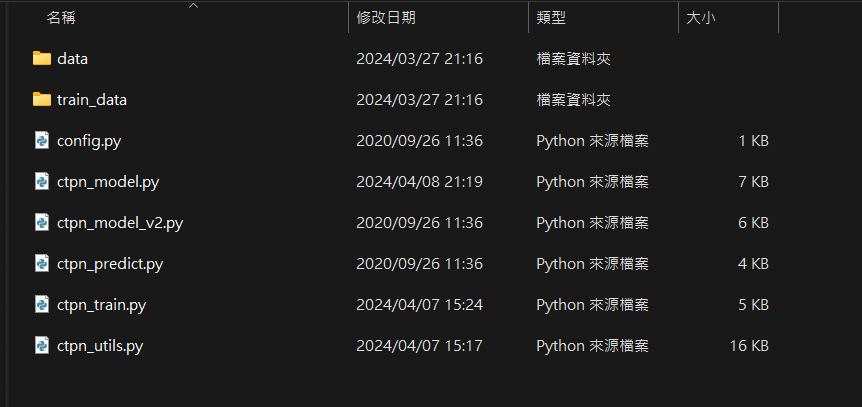 名稱 修改日期 類型 大小
data 2024/03/27 21:16 檔案資料夾
train_data 2024/03/27 21:16 檔案資料夾
config.py 2020/09/26 11:36 Python 來源檔案 1 KB
ctpn_model.py 2024/04/08 21:19 Python 來源檔案 7 KB
ctpn_model_v2.py 2020/09/26 11:36 Python 來源檔案 6 KB
ctpn_predict.py 2020/09/26 11:36 Python 來源檔案 4 KB
ctpn_train.py 2024/04/07 15:24 Python 來源檔案 5 KB
ctpn_utils.py 2024/04/07 15:17 Python 來源檔案 16 KB